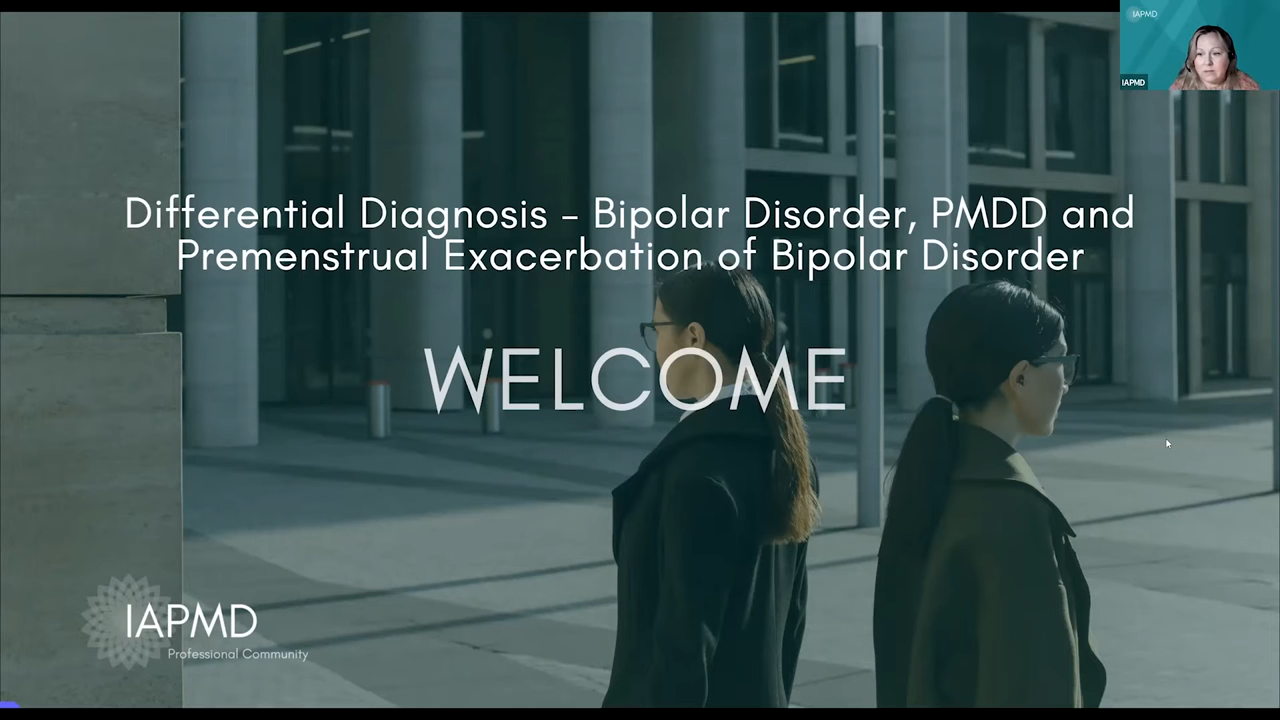 IAPMD
IAPMD
Differential Diagnosis – Bipolar Disorder, PMDD and
Premenstrual Exacerbation of Bipolar Disorder
WELCOME
IAPMD
Professional Community